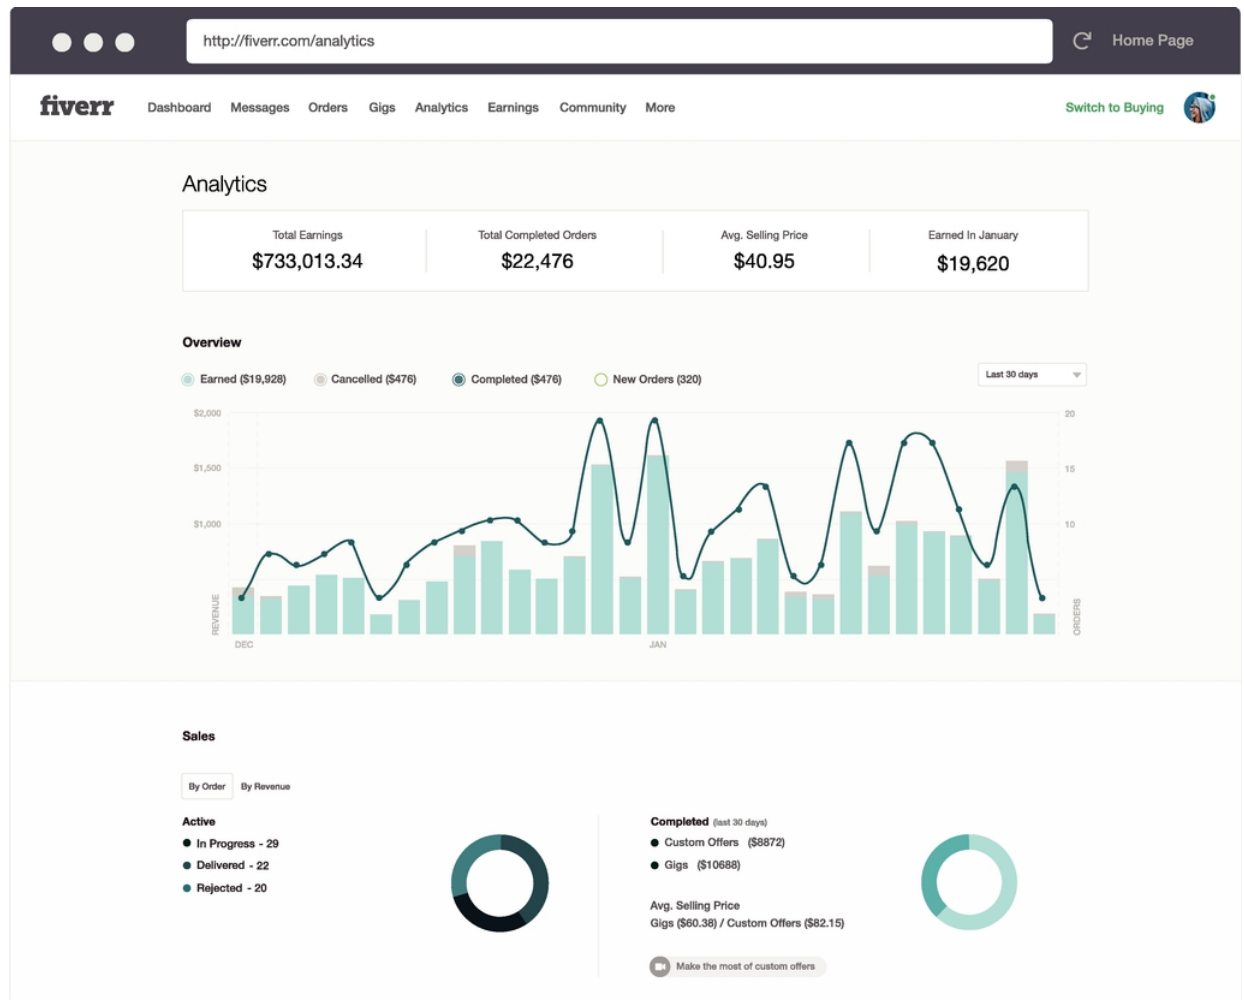 http://fiverr.com/analytics
Home Page
fiverr
Dashboard Messages Orders Gigs Analytics Earnings Community More
Switch to Buying
Analytics
Total Earnings
$733,013.34
Total Completed Orders
$22,476
Avg. Selling Price
$40.95
Earned In January
$19,620
Overview
Earned ($19,928) Cancelled ($476) Completed ($476) New Orders (320)
Last 30 days
$2,000
$1,500
$1,000
REVENUE
20
15
10
ORDERS
DEC
JAN
Sales
By Order By Revenue
Active
In Progress - 29
Delivered - 22
Rejected - 20
Completed (last 30 days)
Custom Offers ($8872)
Gigs ($10688)
Avg. Selling Price
Gigs ($60.38) / Custom Offers ($82.15)
Make the most of custom offers